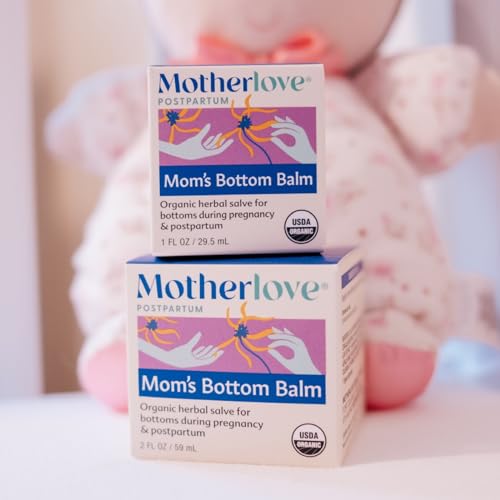 Motherlove®
POSTPARTUM
Mom's Bottom Balm
Organic herbal salve for
bottoms during pregnancy
& postpartum
1 FL OZ / 29.5 mL
USDA
ORGANIC
Motherlove®
POSTPARTUM
Mom's Bottom Balm
Organic herbal salve for
bottoms during pregnancy
& postpartum
2 FL OZ / 59 mL
USDA
ORGANIC